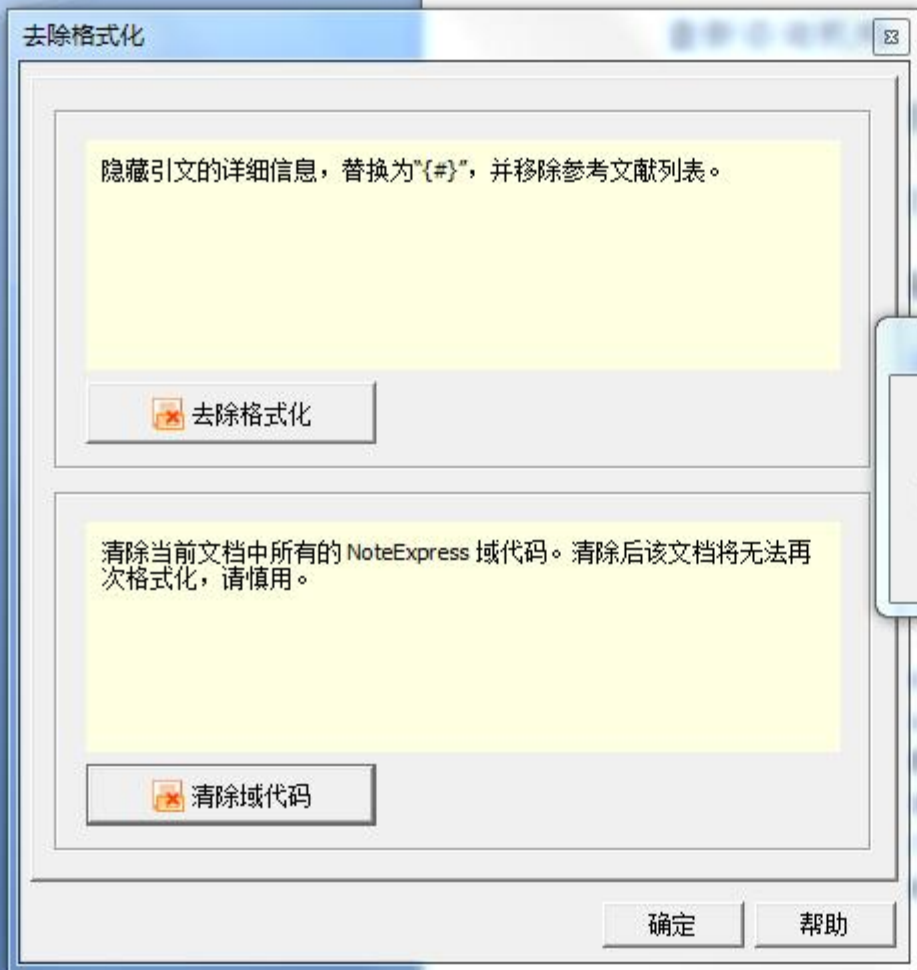 去除格式化
隐藏引文的详细信息，替换为"{#}"，并移除参考文献列表。
去除格式化
清除当前文档中所有的 NoteExpress 域代码。清除后该文档将无法再
次格式化，请慎用。
清除域代码
确定
帮助